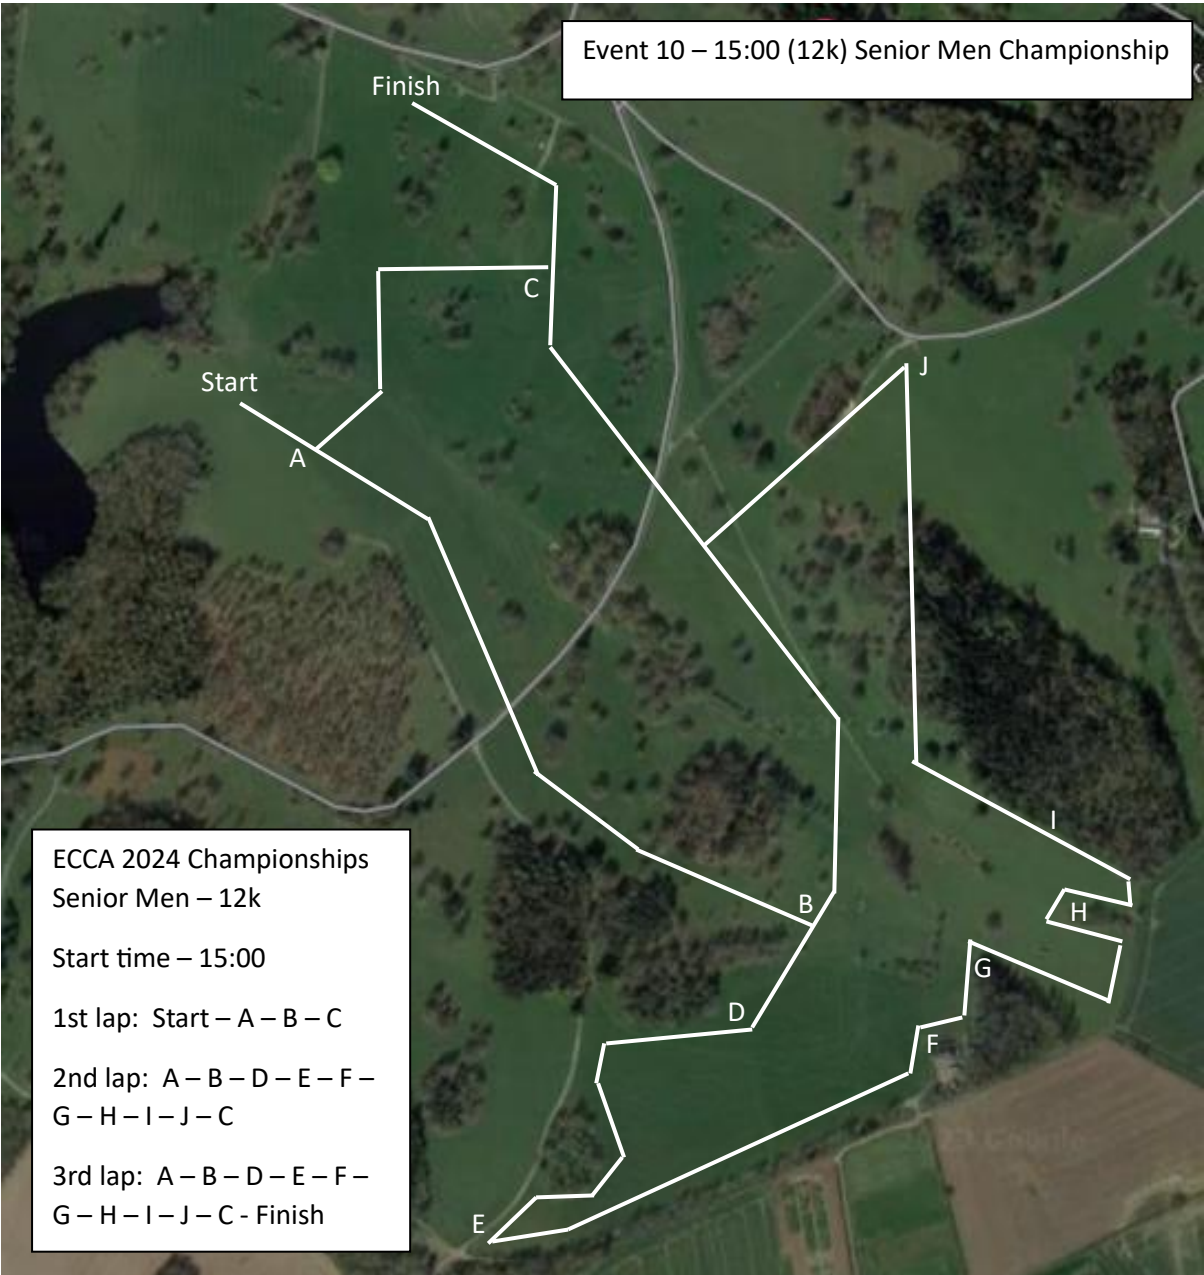 Event 10 – 15:00 (12k) Senior Men Championship
Finish
C
Start
A
J
I
B
H
G
D
F
E
ECCA 2024 Championships
Senior Men – 12k
Start time – 15:00
1st lap:  Start – A – B – C
2nd lap:  A – B – D – E – F –
G – H – I – J – C
3rd lap:  A – B – D – E – F –
G – H – I – J – C - Finish